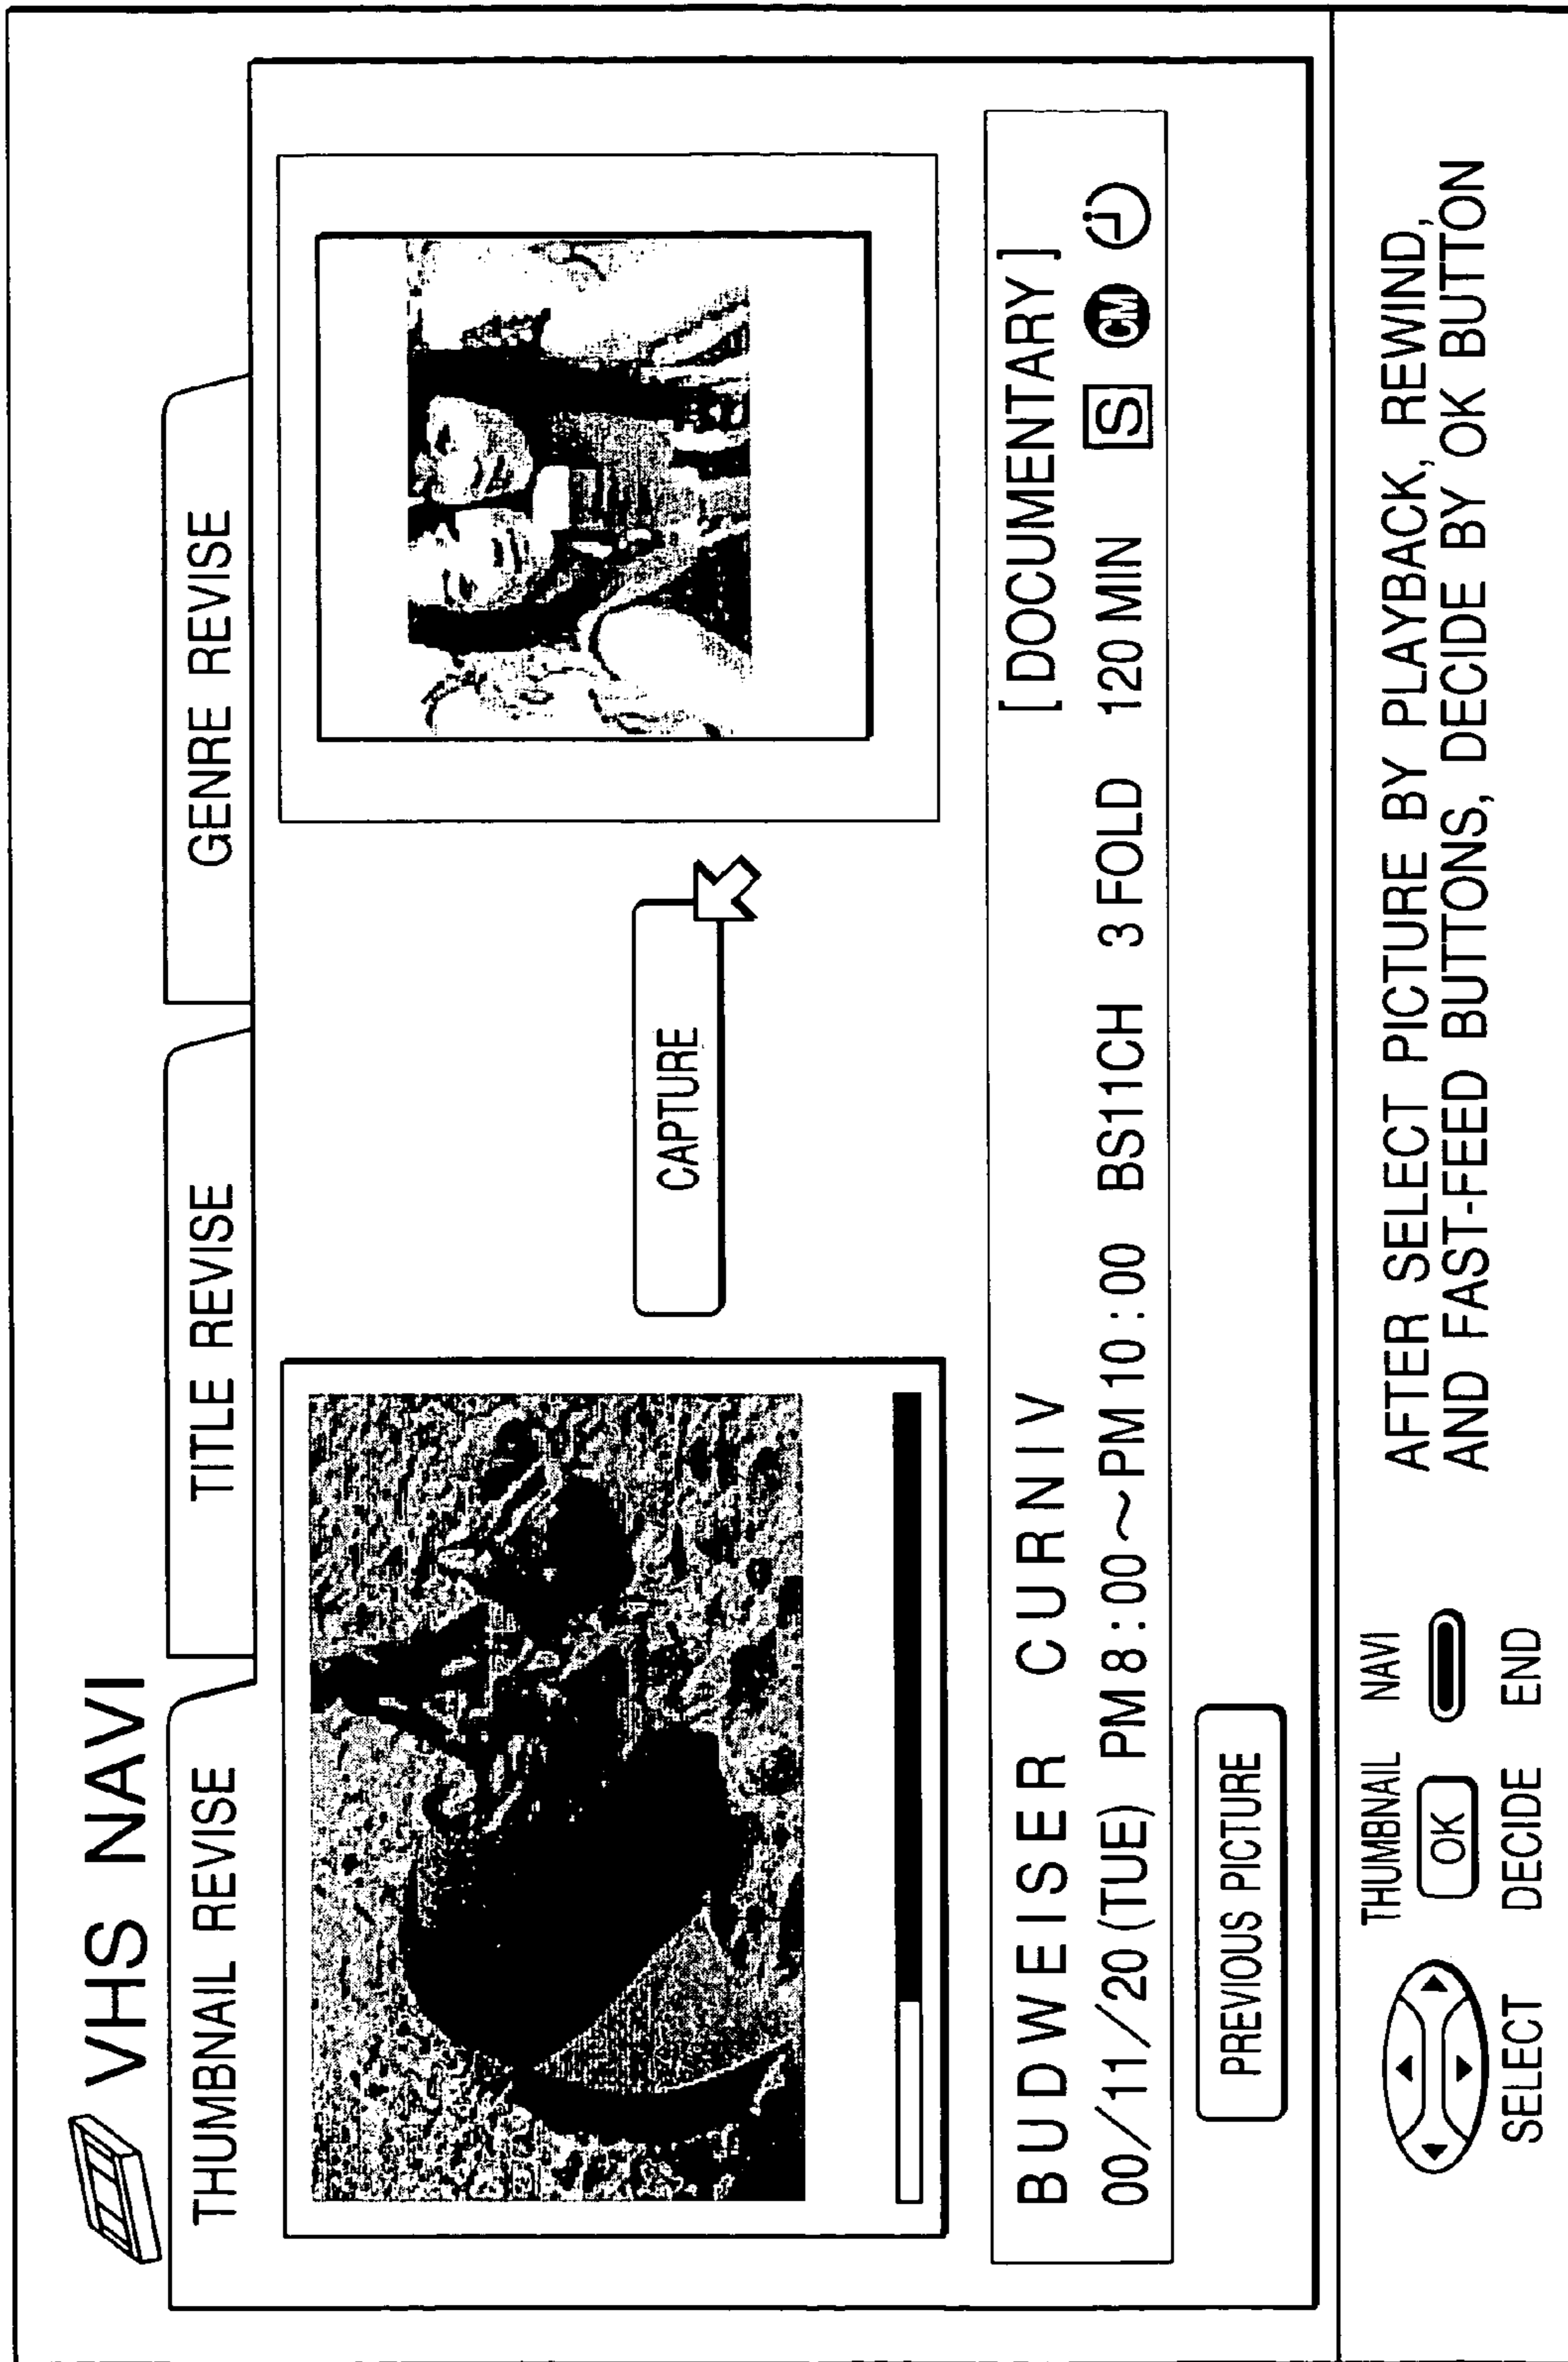 VHS NAVI
THUMBNAIL REVISE
TITLE REVISE
GENRE REVISE
CAPTURE
BUDWEISER CURNIV [DOCUMENTARY]
00/11/20 (TUE) PM 8:00~PM 10:00 BS11CH 3 FOLD 120 MIN S CM
PREVIOUS PICTURE
THUMBNAIL NAVI
OK
SELECT DECIDE END
AFTER SELECT PICTURE BY PLAYBACK, REWIND,
AND FAST-FEED BUTTONS, DECIDE BY OK BUTTON